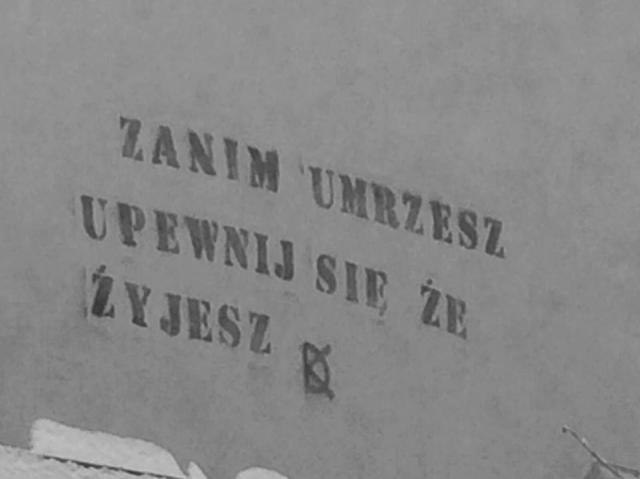 ZANIM UMRZESZ
UPEWNIJ SIĘ ŻE
ŻYJESZ